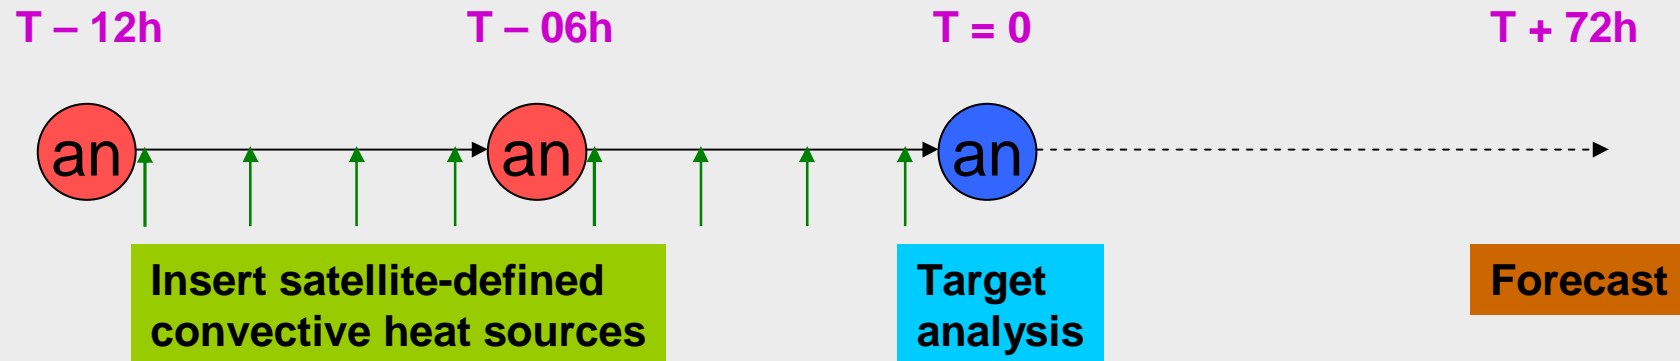 T – 12h
T – 06h
T = 0
T + 72h
an
an
an
Insert satellite-defined
convective heat sources
Target
analysis
Forecast